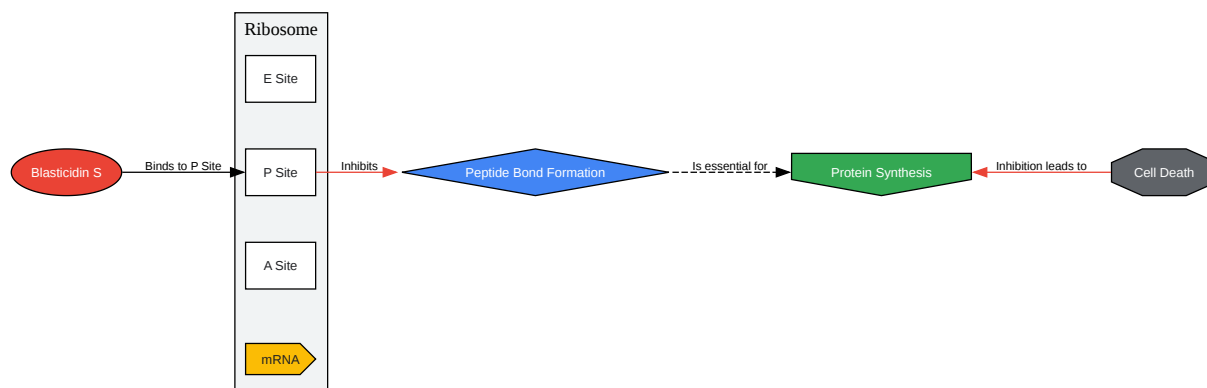 Ribosome
E Site
Blasticidin S
Binds to P Site
P Site
Inhibits
Peptide Bond Formation
Is essential for
Protein Synthesis
Inhibition leads to
Cell Death
A Site
mRNA